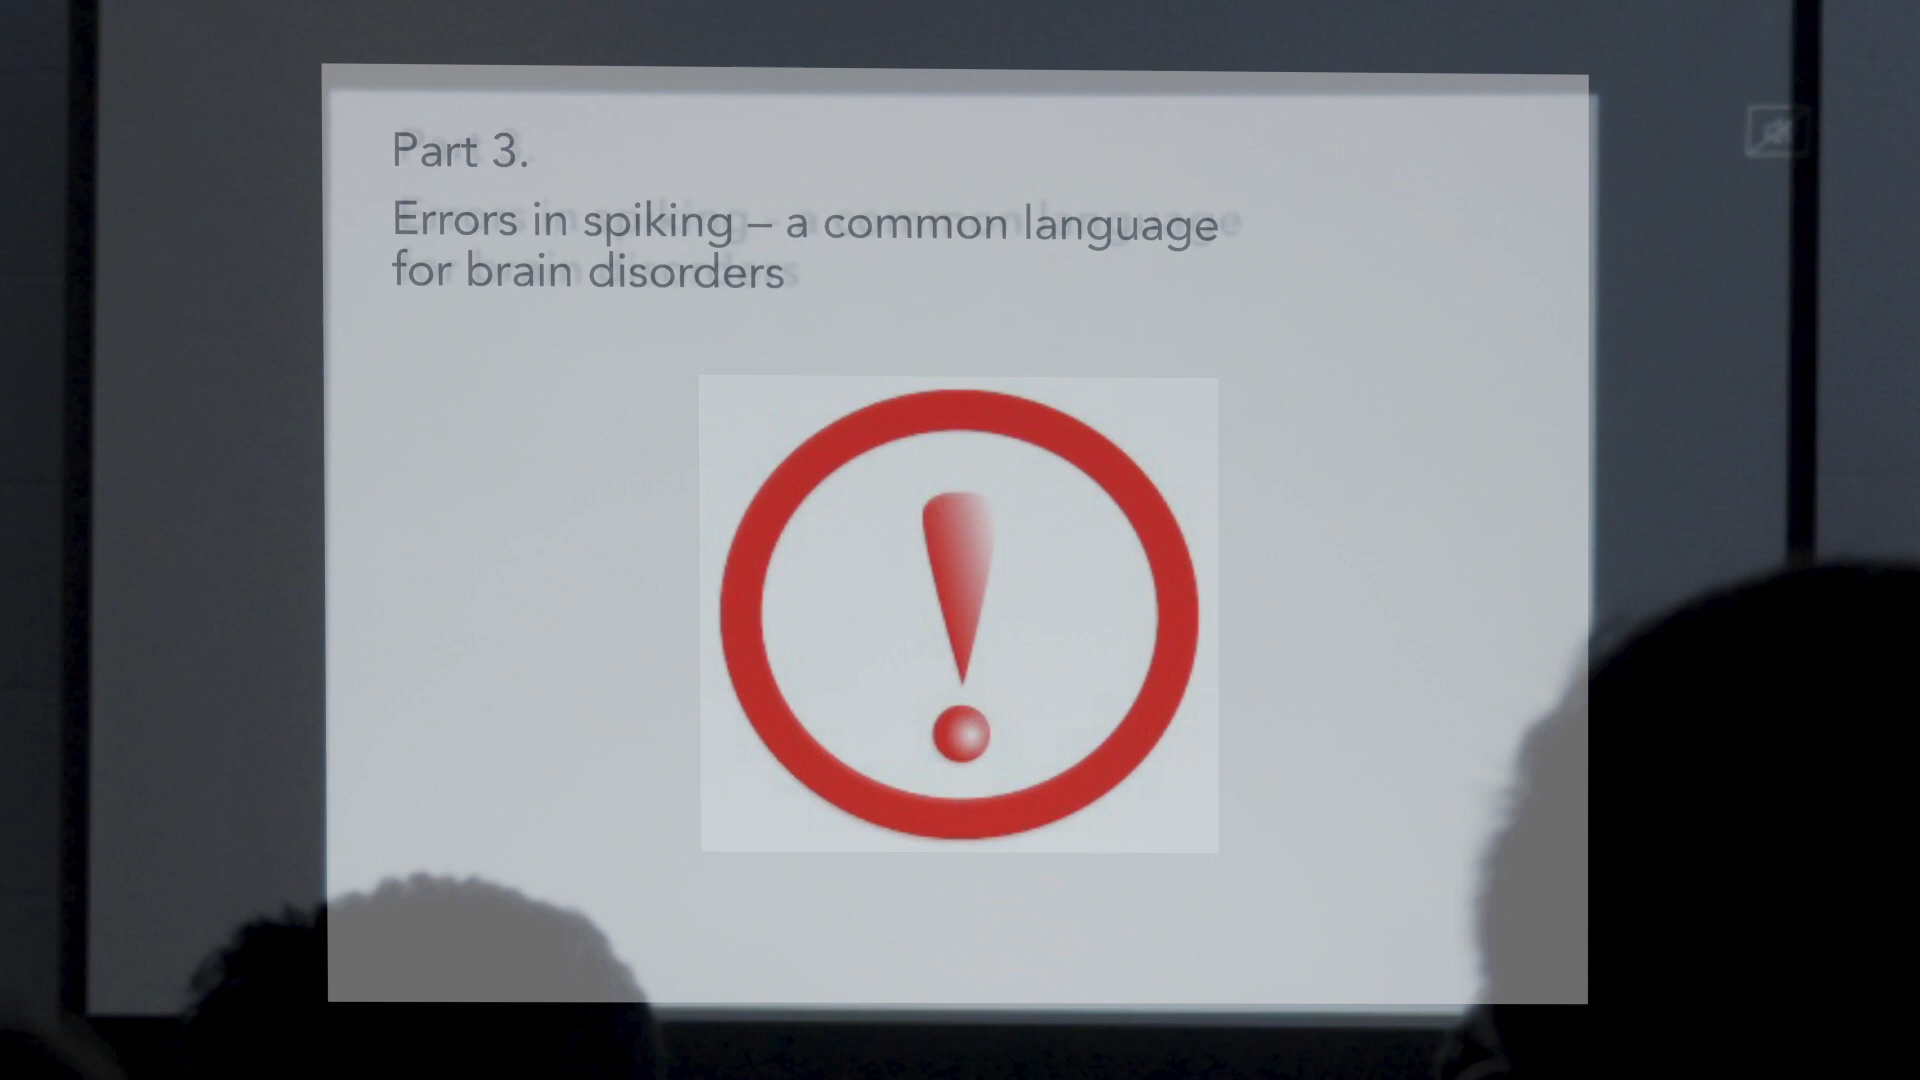 Part 3.
Errors in spiking – a common language
for brain disorders